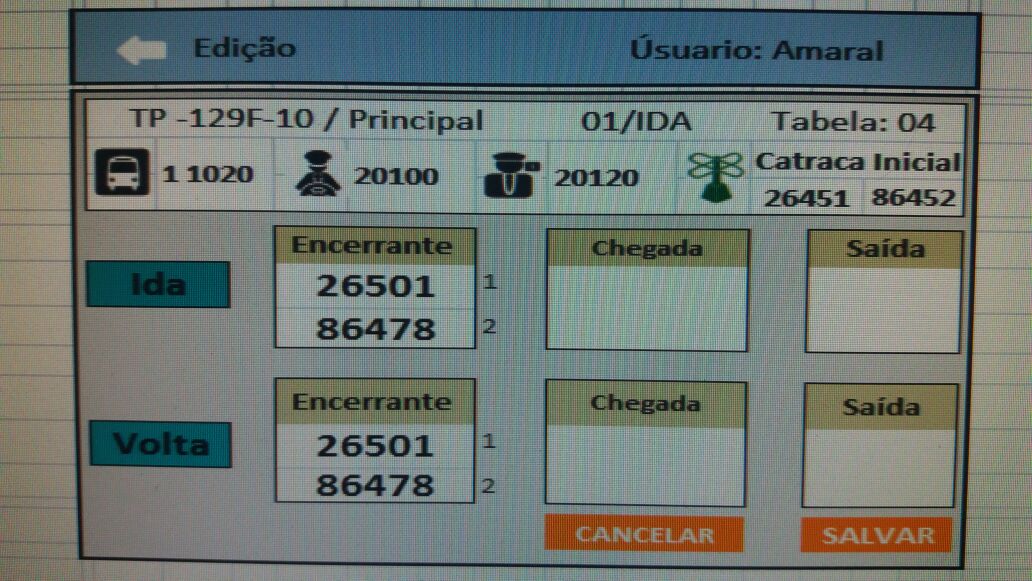 Edição Úsuario: Amaral
TP -129F-10 / Principal 01/IDA Tabela: 04
1 1020 20100 20120 Catraca Inicial
26451 86452
Ida
Encerrante Chegada Saída
26501 1
86478 2
Volta
Encerrante Chegada Saída
26501 1
86478 2
CANCELAR SALVAR